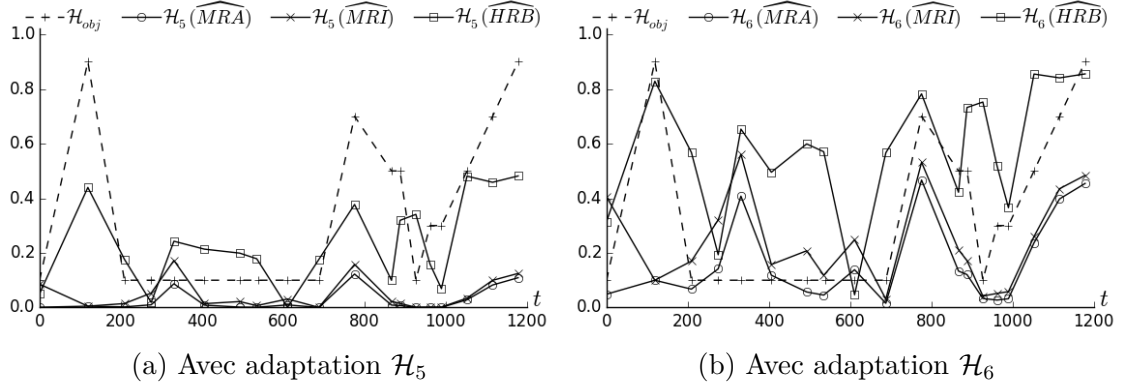 H_obj H_5(MRA) H_5(MRI) H_5(HRB)
1.0
0.8
0.6
0.4
0.2
0.0
0 200 400 600 800 1000 1200
t
(a) Avec adaptation H_5
H_obj H_6(MRA) H_6(MRI) H_6(HRB)
1.0
0.8
0.6
0.4
0.2
0.0
0 200 400 600 800 1000 1200
t
(b) Avec adaptation H_6